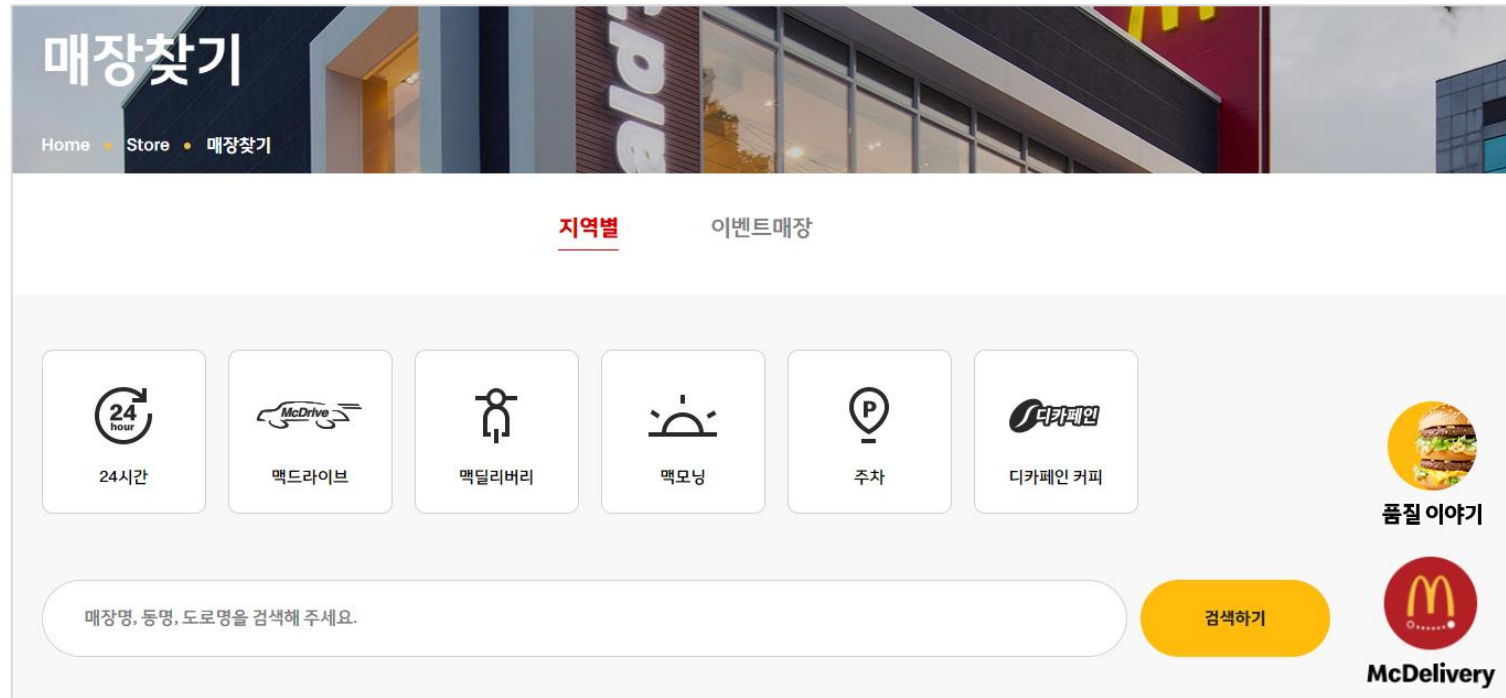 매장찾기
Home • Store • 매장찾기
지역별 이벤트매장
24 hour
McDrive
P
디카페인
24시간 맥드라이브 맥딜리버리 맥모닝 주차 디카페인 커피
품질 이야기
매장명, 동명, 도로명을 검색해 주세요. 검색하기
McDelivery